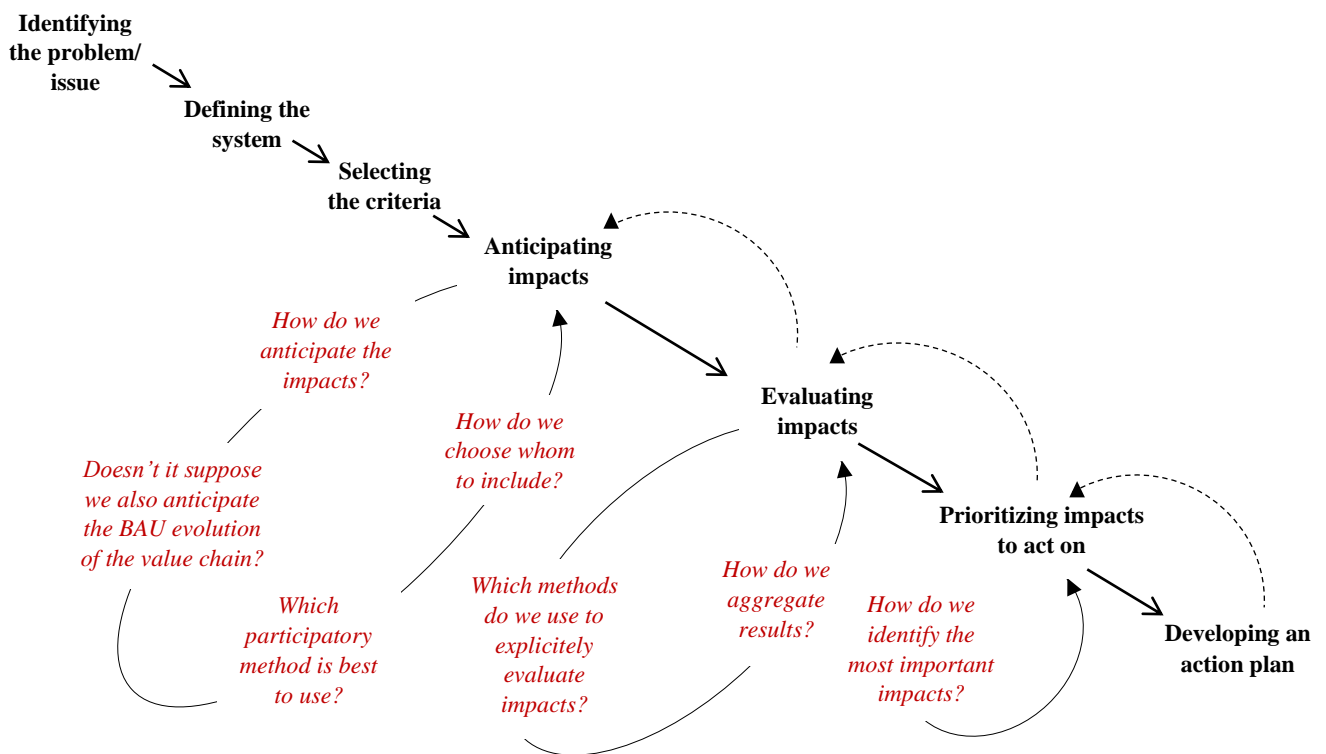 Identifying
the problem/
issue
Defining the
system
Selecting
the criteria
Anticipating
impacts
How do we
anticipate the
impacts?
How do we
choose whom
to include?
Doesn't it suppose
we also anticipate
the BAU evolution
of the value chain?
Which
participatory
method is best
to use?
Evaluating
impacts
Which methods
do we use to
explicitely
evaluate
impacts?
How do we
aggregate
results?
Prioritizing impacts
to act on
How do we
identify the
most important
impacts?
Developing an
action plan